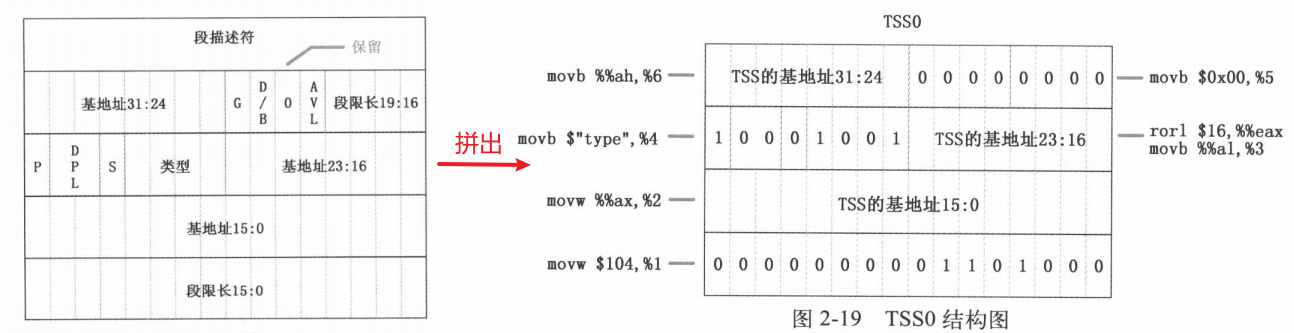 段描述符
保留
基地址31:24 G D/B 0 AVL 段限长19:16
P DPL S 类型 基地址23:16
基地址15:0
段限长15:0
拼出
TSS0
movb %%ah,%6 TSS的基地址31:24 0 0 0 0 0 0 0 0 movb $0x00,%5
movb $"type",%4 1 0 0 0 1 0 0 1 TSS的基地址23:16 rorl $16,%%eax
movb %%al,%3
movw %%ax,%2 TSS的基地址15:0
movw $104,%1 0 0 0 0 0 0 0 0 0 1 1 0 1 0 0 0
图 2-19 TSS0 结构图